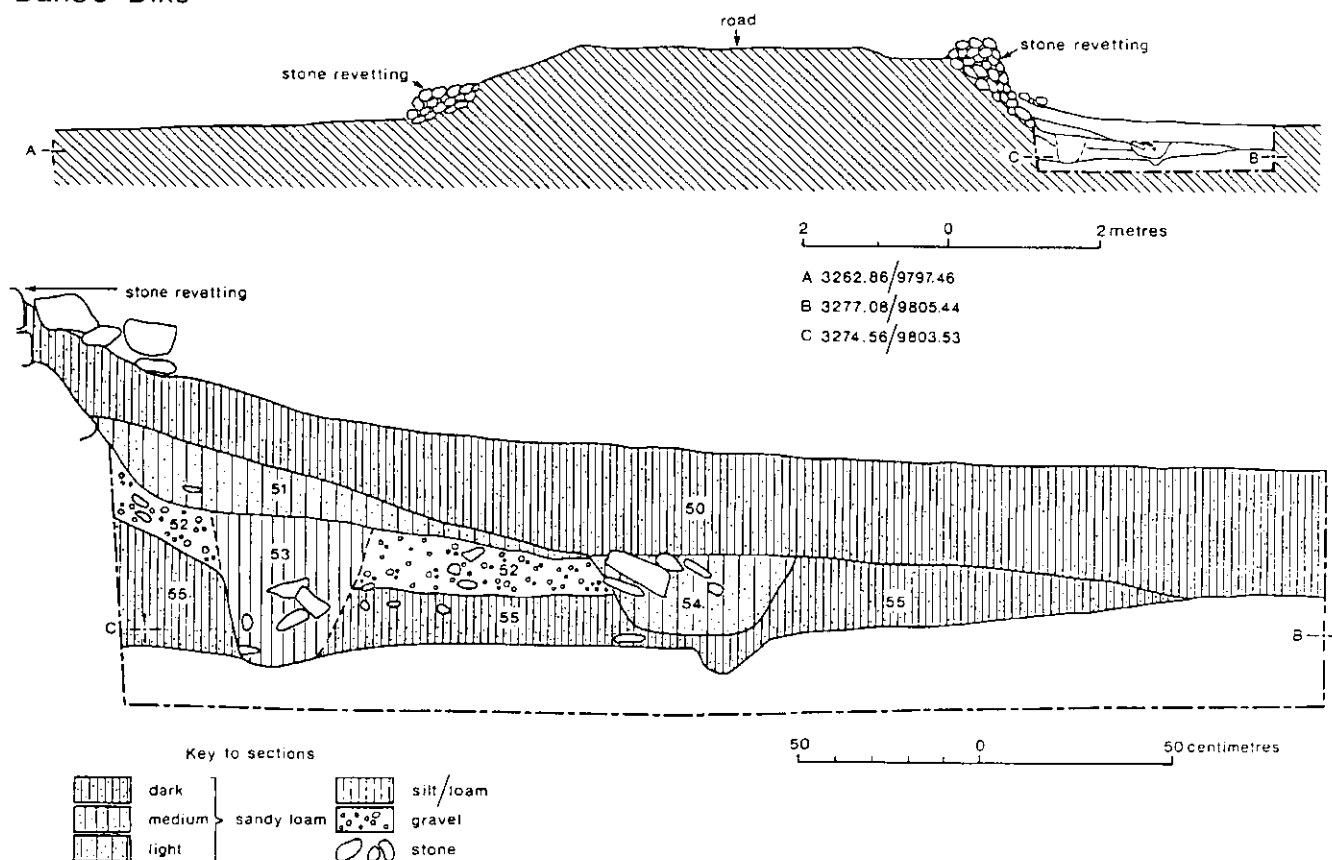 road
stone revetting
stone revetting
A
C
B
2 0 2 metres
A 3262.86/9797.46
B 3277.08/9805.44
C 3274.56/9803.53
stone revetting
51
50
52
53
52
54
55
55
55
C
B
Key to sections
50 0 50 centimetres
dark
medium
light
sandy loam
silt/loam
gravel
stone